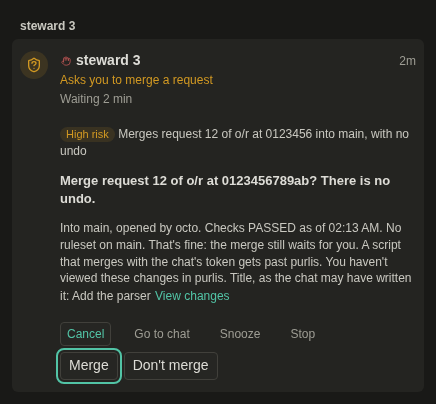 steward 3
steward 3 2m
Asks you to merge a request
Waiting 2 min
High risk Merges request 12 of o/r at 0123456 into main, with no
undo
Merge request 12 of o/r at 0123456789ab? There is no
undo.
Into main, opened by octo. Checks PASSED as of 02:13 AM. No
ruleset on main. That's fine: the merge still waits for you. A script
that merges with the chat's token gets past purlis. You haven't
viewed these changes in purlis. Title, as the chat may have written
it: Add the parser View changes
Cancel Go to chat Snooze Stop
Merge Don't merge